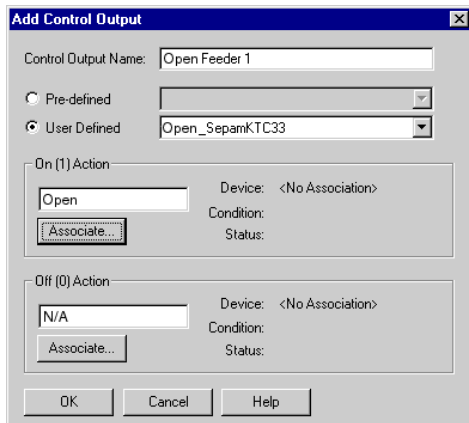 Add Control Output
Control Output Name: Open Feeder 1
Pre-defined
User Defined Open_SepamKTC33
On (1) Action
Open
Device: <No Association>
Associate...
Condition:
Status:
Off (0) Action
N/A
Device: <No Association>
Condition:
Associate...
Status:
OK Cancel Help